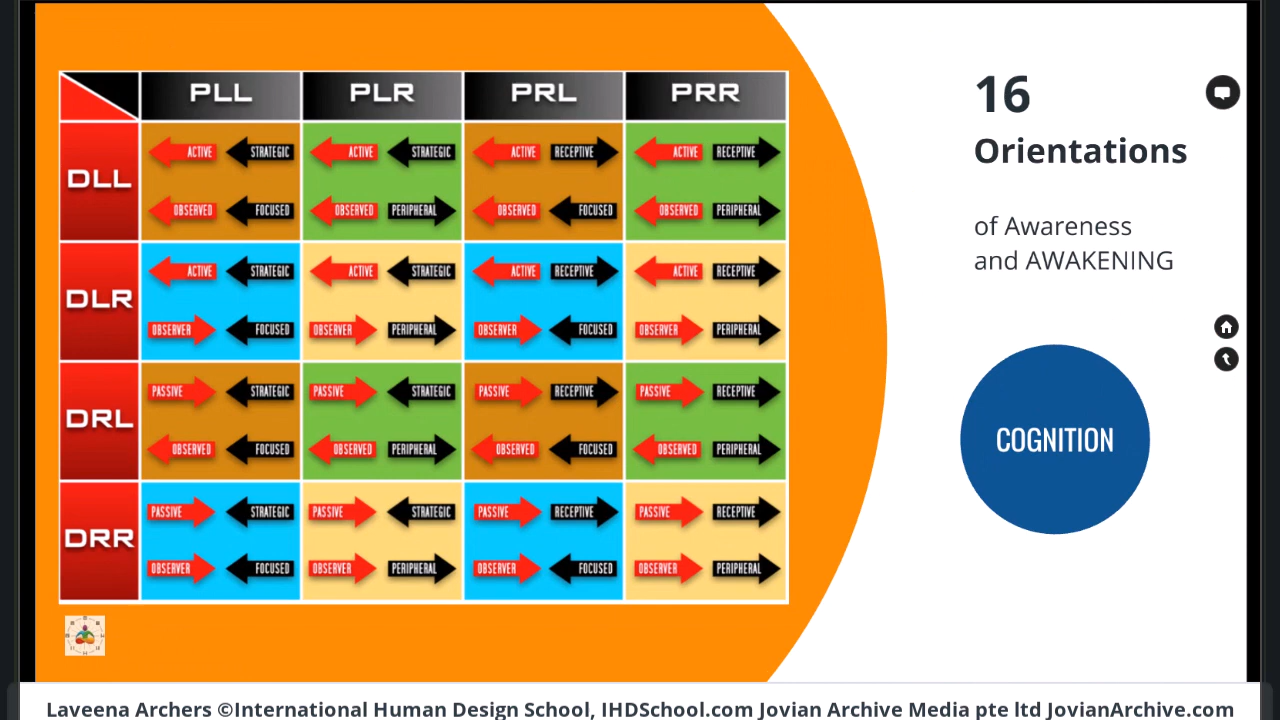 PLL PLR PRL PRR
DLL
ACTIVE STRATEGIC ACTIVE STRATEGIC ACTIVE RECEPTIVE ACTIVE RECEPTIVE
OBSERVED FOCUSED OBSERVED PERIPHERAL OBSERVED FOCUSED OBSERVED PERIPHERAL
DLR
ACTIVE STRATEGIC ACTIVE STRATEGIC ACTIVE RECEPTIVE ACTIVE RECEPTIVE
OBSERVER FOCUSED OBSERVER PERIPHERAL OBSERVER FOCUSED OBSERVER PERIPHERAL
DRL
PASSIVE STRATEGIC PASSIVE STRATEGIC PASSIVE RECEPTIVE PASSIVE RECEPTIVE
OBSERVED FOCUSED OBSERVED PERIPHERAL OBSERVED FOCUSED OBSERVED PERIPHERAL
DRR
PASSIVE STRATEGIC PASSIVE STRATEGIC PASSIVE RECEPTIVE PASSIVE RECEPTIVE
OBSERVER FOCUSED OBSERVER PERIPHERAL OBSERVER FOCUSED OBSERVER PERIPHERAL
16
Orientations
of Awareness
and AWAKENING
COGNITION
Laveena Archers ©International Human Design School, IHDSchool.com Jovian Archive Media pte ltd JovianArchive.com